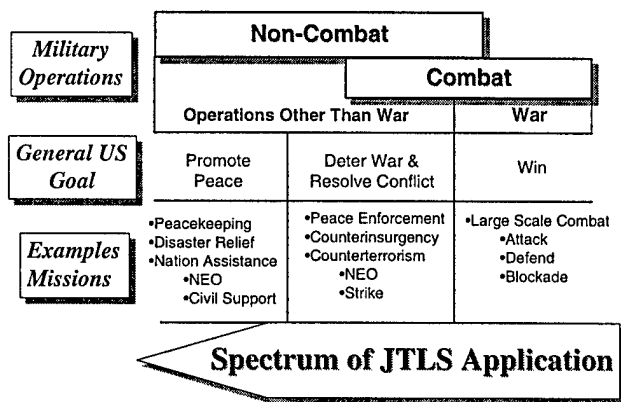 Military
Operations
Non-Combat
Combat
Operations Other Than War
War
General US
Goal
Promote
Peace
Deter War &
Resolve Conflict
Win
Examples
Missions
•Peacekeeping
•Disaster Relief
•Nation Assistance
•NEO
•Civil Support
•Peace Enforcement
•Counterinsurgency
•Counterterrorism
•NEO
•Strike
•Large Scale Combat
•Attack
•Defend
•Blockade
Spectrum of JTLS Application